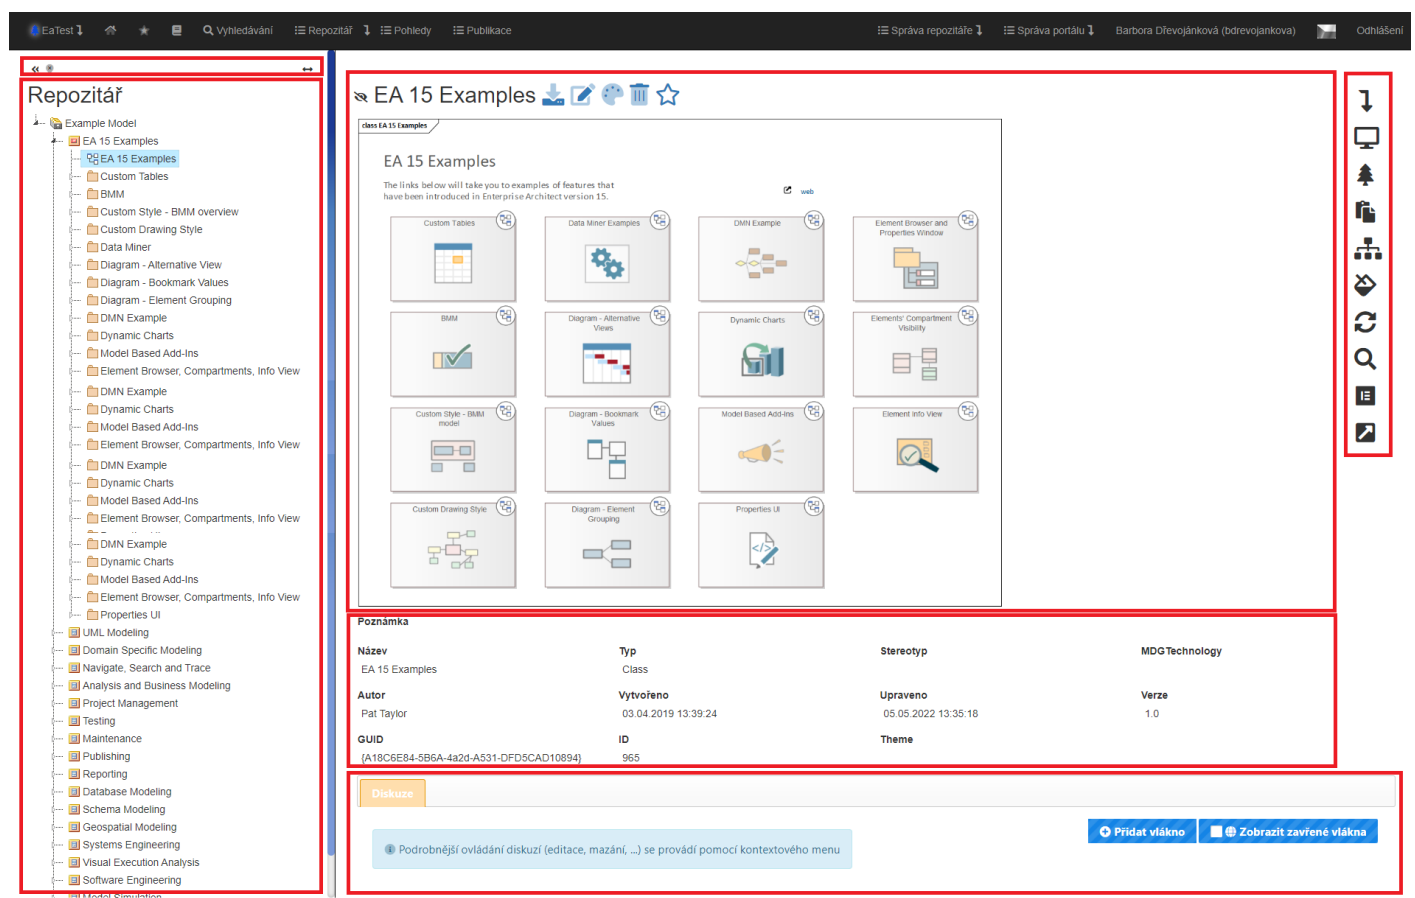 EaTest
Vyhledávání
Repozitář
Pohledy
Publikace
Správa repozitáře
Správa portálu
Barbora Dřevojánková (bdrevojankova)
Odhlášení
Repozitář
Example Model
EA 15 Examples
EA 15 Examples
Custom Tables
BMM
Custom Style - BMM overview
Custom Drawing Style
Data Miner
Diagram - Alternative View
Diagram - Bookmark Values
Diagram - Element Grouping
DMN Example
Dynamic Charts
Model Based Add-Ins
Element Browser, Compartments, Info View
DMN Example
Dynamic Charts
Model Based Add-Ins
Element Browser, Compartments, Info View
DMN Example
Dynamic Charts
Model Based Add-Ins
Element Browser, Compartments, Info View
DMN Example
Dynamic Charts
Model Based Add-Ins
Element Browser, Compartments, Info View
Properties UI
UML Modeling
Domain Specific Modeling
Navigate, Search and Trace
Analysis and Business Modeling
Project Management
Testing
Maintenance
Publishing
Reporting
Database Modeling
Schema Modeling
Geospatial Modeling
Systems Engineering
Visual Execution Analysis
Software Engineering
Model Simulation
EA 15 Examples
class EA 15 Examples
EA 15 Examples
The links below will take you to examples of features that
have been introduced in Enterprise Architect version 15.
web
Custom Tables
Data Miner Examples
DMN Example
Element Browser and
Properties Window
BMM
Diagram - Alternative
Views
Dynamic Charts
Elements' Compartment
Visibility
Custom Style - BMM
model
Diagram - Bookmark
Values
Model Based Add-Ins
Element Info View
Custom Drawing Style
Diagram - Element
Grouping
Properties UI
Poznámka
Název
Typ
Stereotyp
MDGTechnology
EA 15 Examples
Class
Autor
Vytvořeno
Upraveno
Verze
Pat Taylor
03.04.2019 13:39:24
05.05.2022 13:35:18
1.0
GUID
ID
Theme
{A18C6E84-5B6A-4a2d-A531-DFD5CAD10894}
965
Diskuze
Přidat vlákno
Zobrazit zavřené vlákna
Podrobnější ovládání diskuzí (editace, mazání, ...) se provádí pomocí kontextového menu